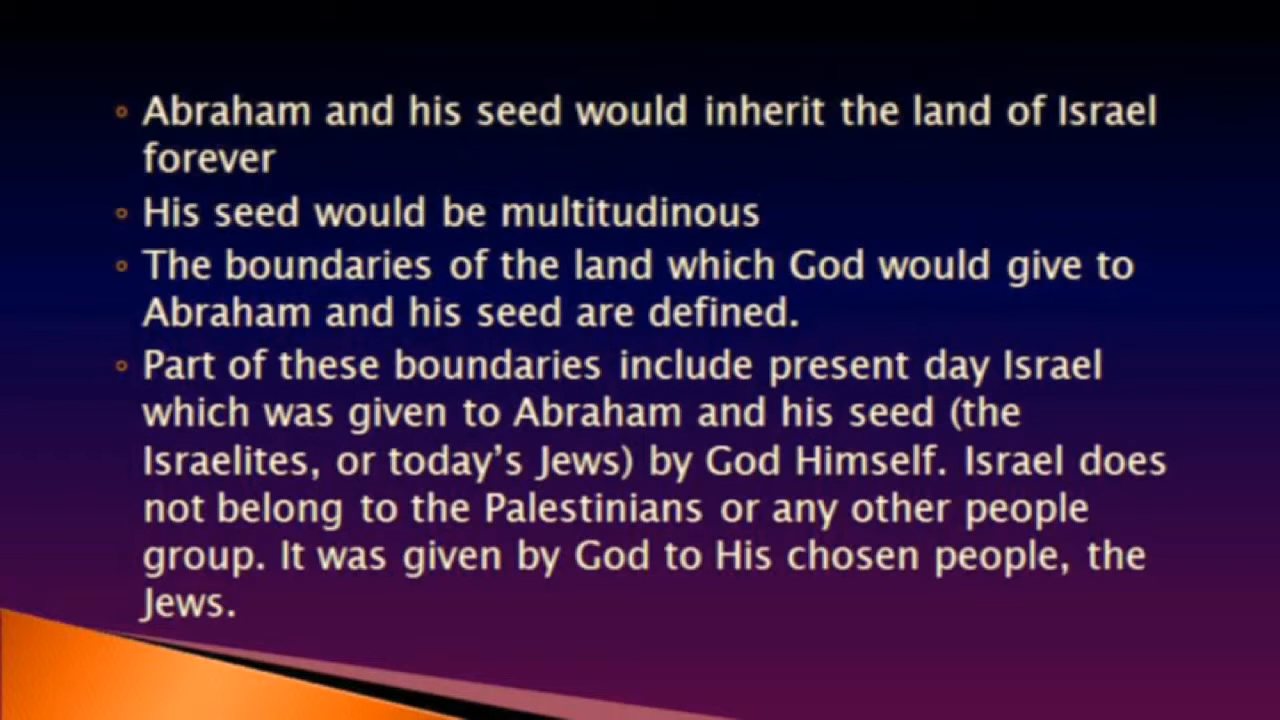 ◦ Abraham and his seed would inherit the land of Israel
forever
◦ His seed would be multitudinous
◦ The boundaries of the land which God would give to
Abraham and his seed are defined.
◦ Part of these boundaries include present day Israel
which was given to Abraham and his seed (the
Israelites, or today’s Jews) by God Himself. Israel does
not belong to the Palestinians or any other people
group. It was given by God to His chosen people, the
Jews.